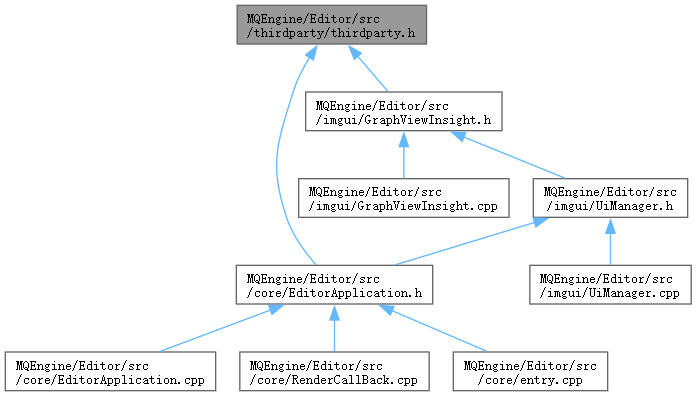 MQEngine/Editor/src
/thirdparty/thirdparty.h
MQEngine/Editor/src
/imgui/GraphViewInsight.h
MQEngine/Editor/src
/imgui/GraphViewInsight.cpp
MQEngine/Editor/src
/imgui/UiManager.h
MQEngine/Editor/src
/core/EditorApplication.h
MQEngine/Editor/src
/imgui/UiManager.cpp
MQEngine/Editor/src
/core/EditorApplication.cpp
MQEngine/Editor/src
/core/RenderCallBack.cpp
MQEngine/Editor/src
/core/entry.cpp